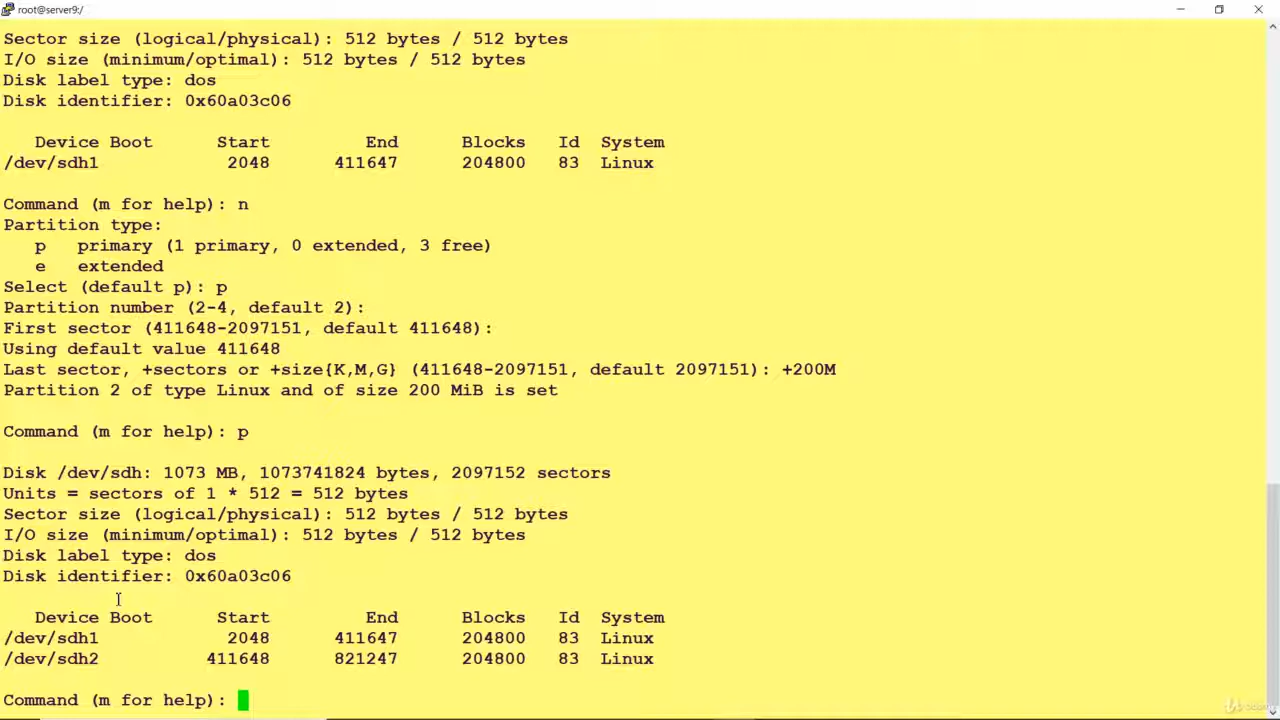 root@server9:/
Sector size (logical/physical): 512 bytes / 512 bytes
I/O size (minimum/optimal): 512 bytes / 512 bytes
Disk label type: dos
Disk identifier: 0x60a03c06
   Device Boot      Start         End      Blocks   Id  System
/dev/sdh1            2048      411647      204800   83  Linux
Command (m for help): n
Partition type:
   p   primary (1 primary, 0 extended, 3 free)
   e   extended
Select (default p): p
Partition number (2-4, default 2):
First sector (411648-2097151, default 411648):
Using default value 411648
Last sector, +sectors or +size{K,M,G} (411648-2097151, default 2097151): +200M
Partition 2 of type Linux and of size 200 MiB is set
Command (m for help): p
Disk /dev/sdh: 1073 MB, 1073741824 bytes, 2097152 sectors
Units = sectors of 1 * 512 = 512 bytes
Sector size (logical/physical): 512 bytes / 512 bytes
I/O size (minimum/optimal): 512 bytes / 512 bytes
Disk label type: dos
Disk identifier: 0x60a03c06
   Device Boot      Start         End      Blocks   Id  System
/dev/sdh1            2048      411647      204800   83  Linux
/dev/sdh2          411648      821247      204800   83  Linux
Command (m for help):